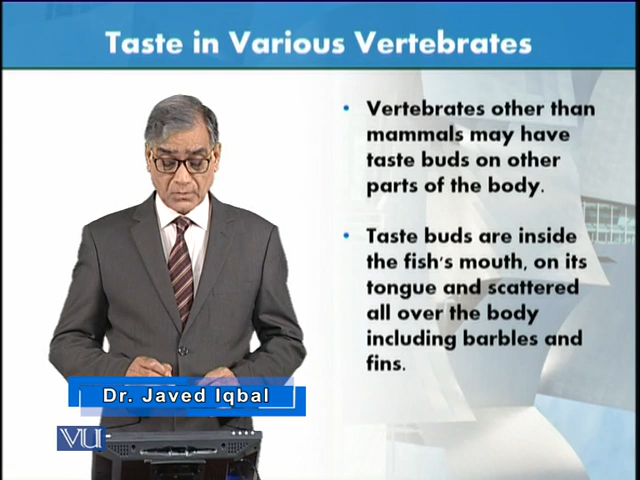 Taste in Various Vertebrates
• Vertebrates other than
mammals may have
taste buds on other
parts of the body.
• Taste buds are inside
the fish's mouth, on its
tongue and scattered
all over the body
including barbles and
fins.
Dr. Javed Iqbal
VU